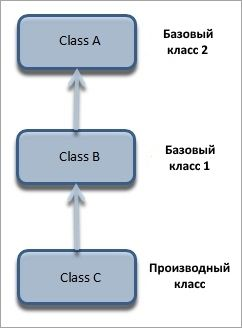 Class A
Базовый
класс 2
Class B
Базовый
класс 1
Class C
Производный
класс